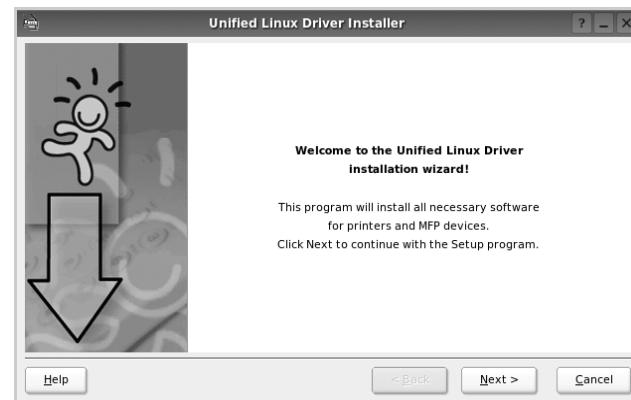 Unified Linux Driver Installer
Welcome to the Unified Linux Driver
installation wizard!
This program will install all necessary software
for printers and MFP devices.
Click Next to continue with the Setup program.
Help
< Back
Next >
Cancel